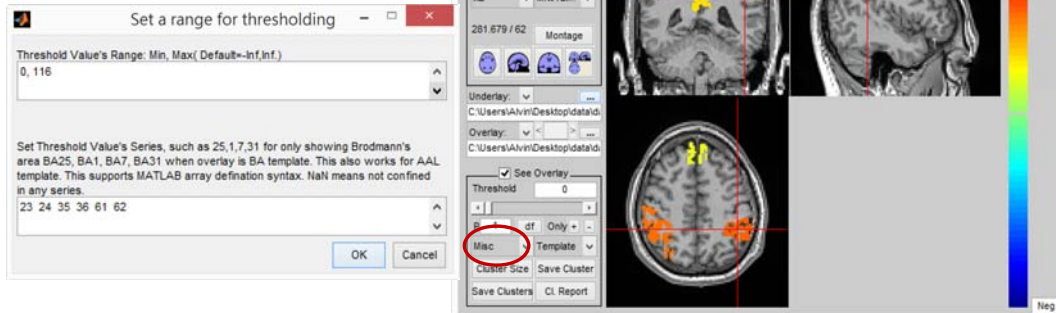 Set a range for thresholding
Threshold Value's Range: Min, Max( Default=-Inf,Inf.)
0, 116
Set Threshold Value's Series, such as 25,1,7,31 for only showing Brodmann's
area BA25, BA1, BA7, BA31 when overlay is BA template. This also works for AAL
template. This supports MATLAB array defination syntax. NaN means not confined
in any series.
23 24 35 36 61 62
OK Cancel
281.679 / 62 Montage
Underlay: ...
C:\Users\Alvin\Desktop\data\d
Overlay: < > ...
C:\Users\Alvin\Desktop\data\d
See Overlay
Threshold 0
P df Only + -
Misc Template
Cluster Size Save Cluster
Save Clusters Cl. Report
Neg